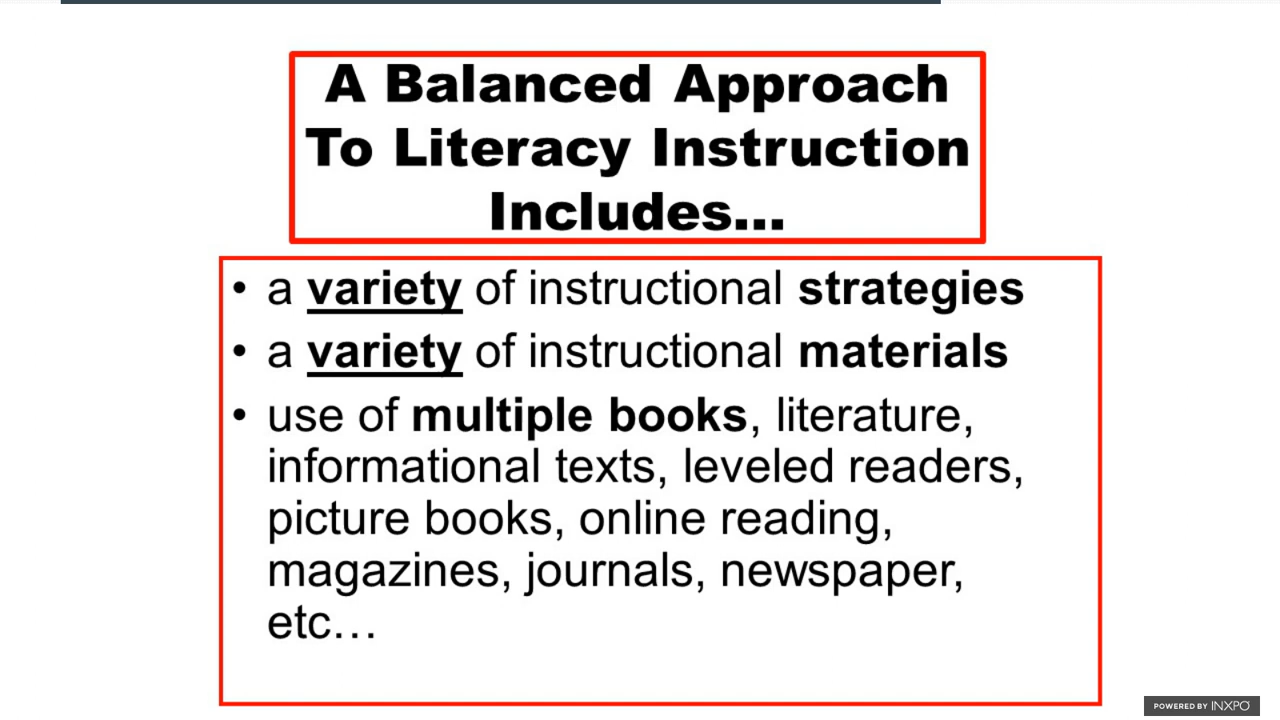 A Balanced Approach
To Literacy Instruction
Includes...
• a variety of instructional strategies
• a variety of instructional materials
• use of multiple books, literature,
informational texts, leveled readers,
picture books, online reading,
magazines, journals, newspaper,
etc…
POWERED BY INXPO